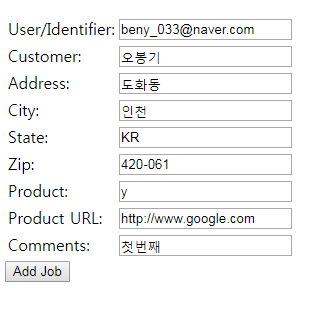 User/Identifier: beny_033@naver.com
Customer: 오봉기
Address: 도화동
City: 인천
State: KR
Zip: 420-061
Product: y
Product URL: http://www.google.com
Comments: 첫번째
Add Job